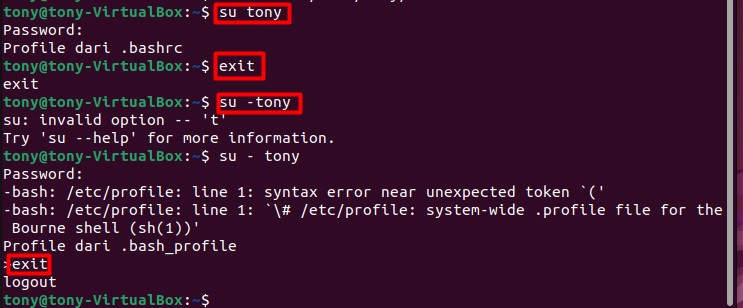 tony@tony-VirtualBox:~$ su tony
Password:
Profile dari .bashrc
tony@tony-VirtualBox:~$ exit
exit
tony@tony-VirtualBox:~$ su -tony
su: invalid option -- 't'
Try 'su --help' for more information.
tony@tony-VirtualBox:~$ su - tony
Password:
-bash: /etc/profile: line 1: syntax error near unexpected token `('
-bash: /etc/profile: line 1: `\# /etc/profile: system-wide .profile file for the
 Bourne shell (sh(1))'
Profile dari .bash_profile
>exit
logout
tony@tony-VirtualBox:~$